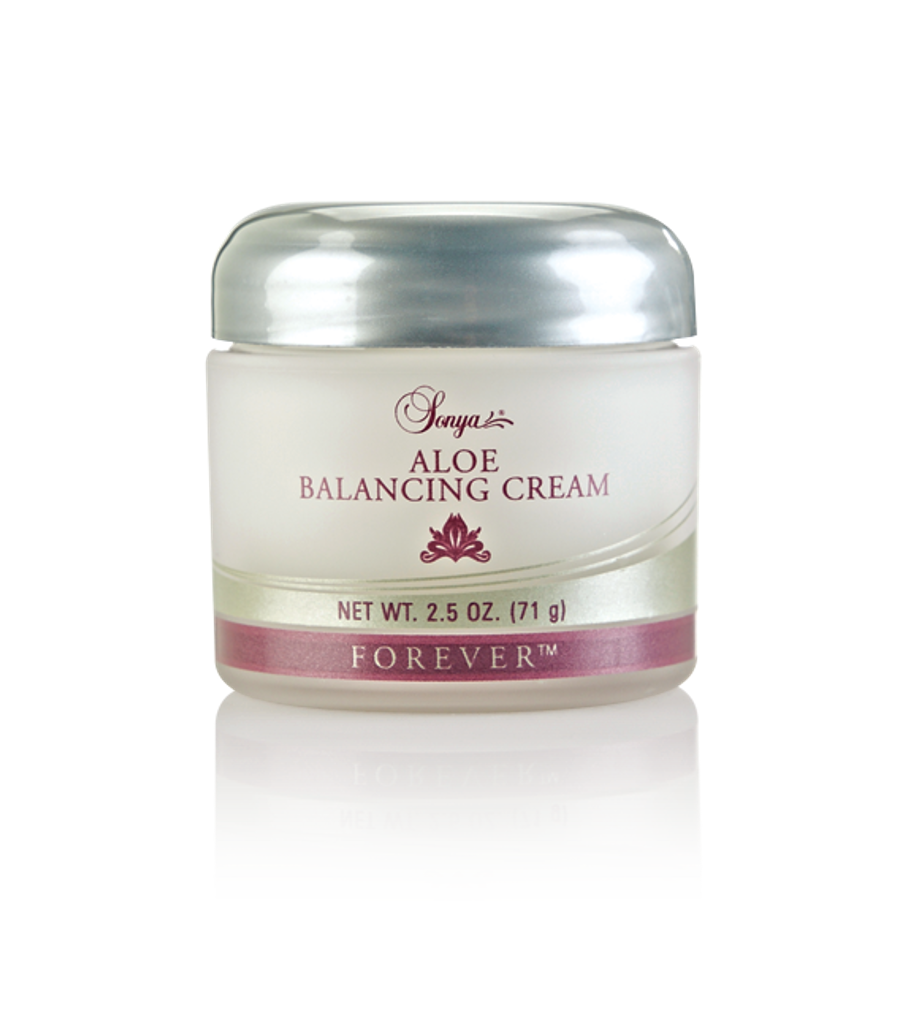 Sonya®
ALOE
BALANCING CREAM
NET WT. 2.5 OZ. (71 g)
FOREVER™